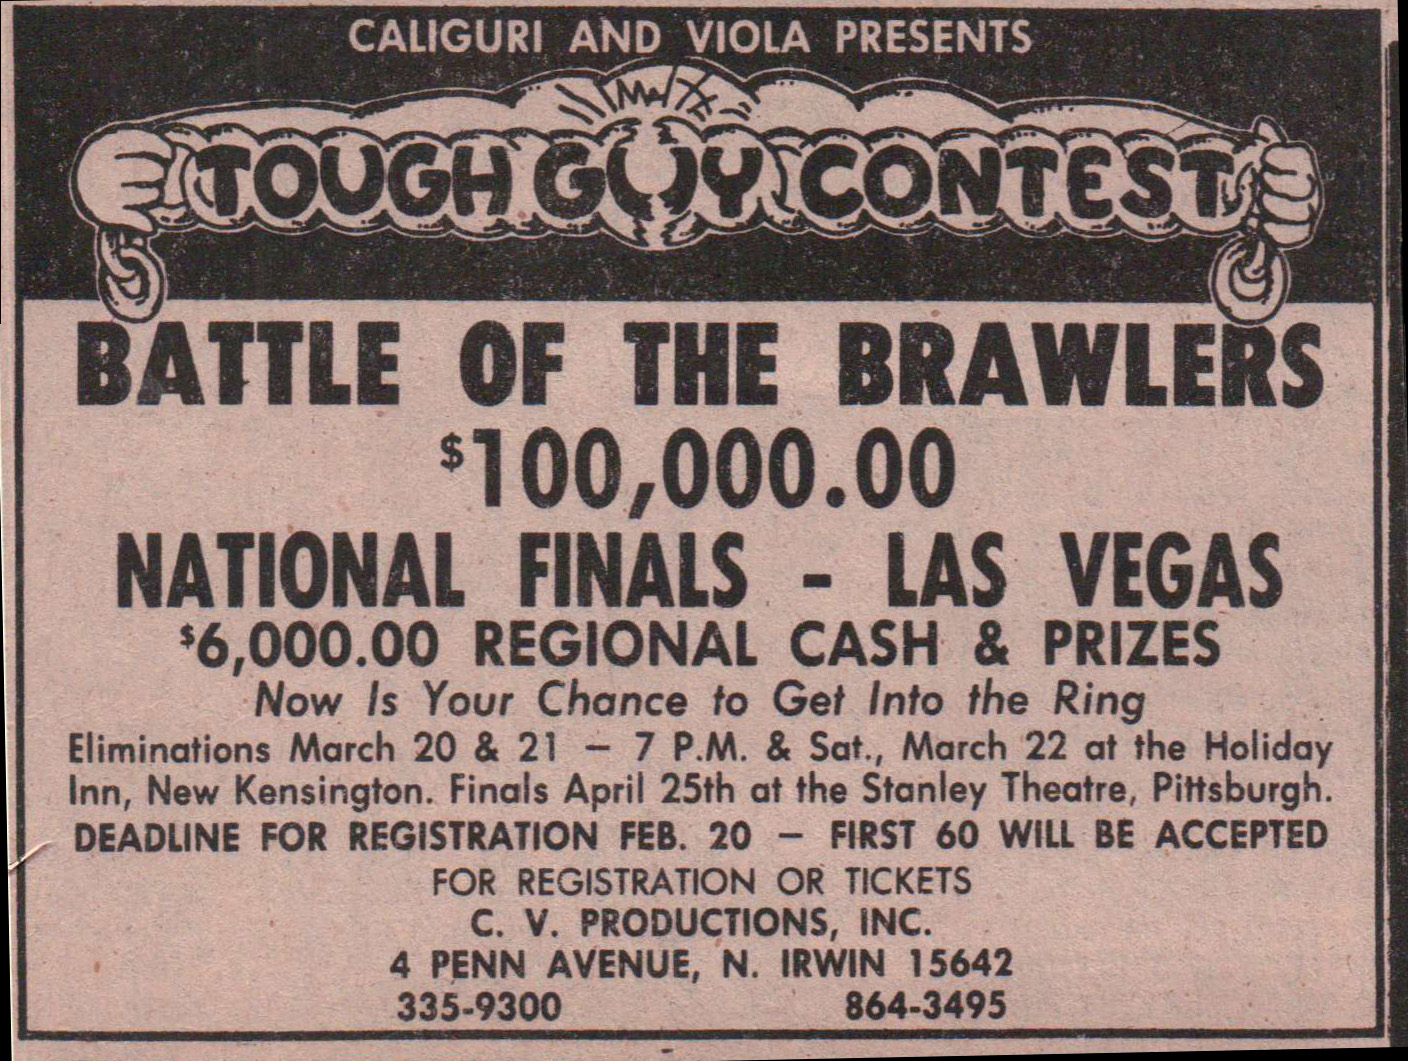 CALIGURI AND VIOLA PRESENTS
TOUGH GUY CONTEST
BATTLE OF THE BRAWLERS
$100,000.00
NATIONAL FINALS - LAS VEGAS
$6,000.00 REGIONAL CASH & PRIZES
Now Is Your Chance to Get Into the Ring
Eliminations March 20 & 21 — 7 P.M. & Sat., March 22 at the Holiday
Inn, New Kensington. Finals April 25th at the Stanley Theatre, Pittsburgh.
DEADLINE FOR REGISTRATION FEB. 20 — FIRST 60 WILL BE ACCEPTED
FOR REGISTRATION OR TICKETS
C. V. PRODUCTIONS, INC.
4 PENN AVENUE, N. IRWIN 15642
335-9300 864-3495